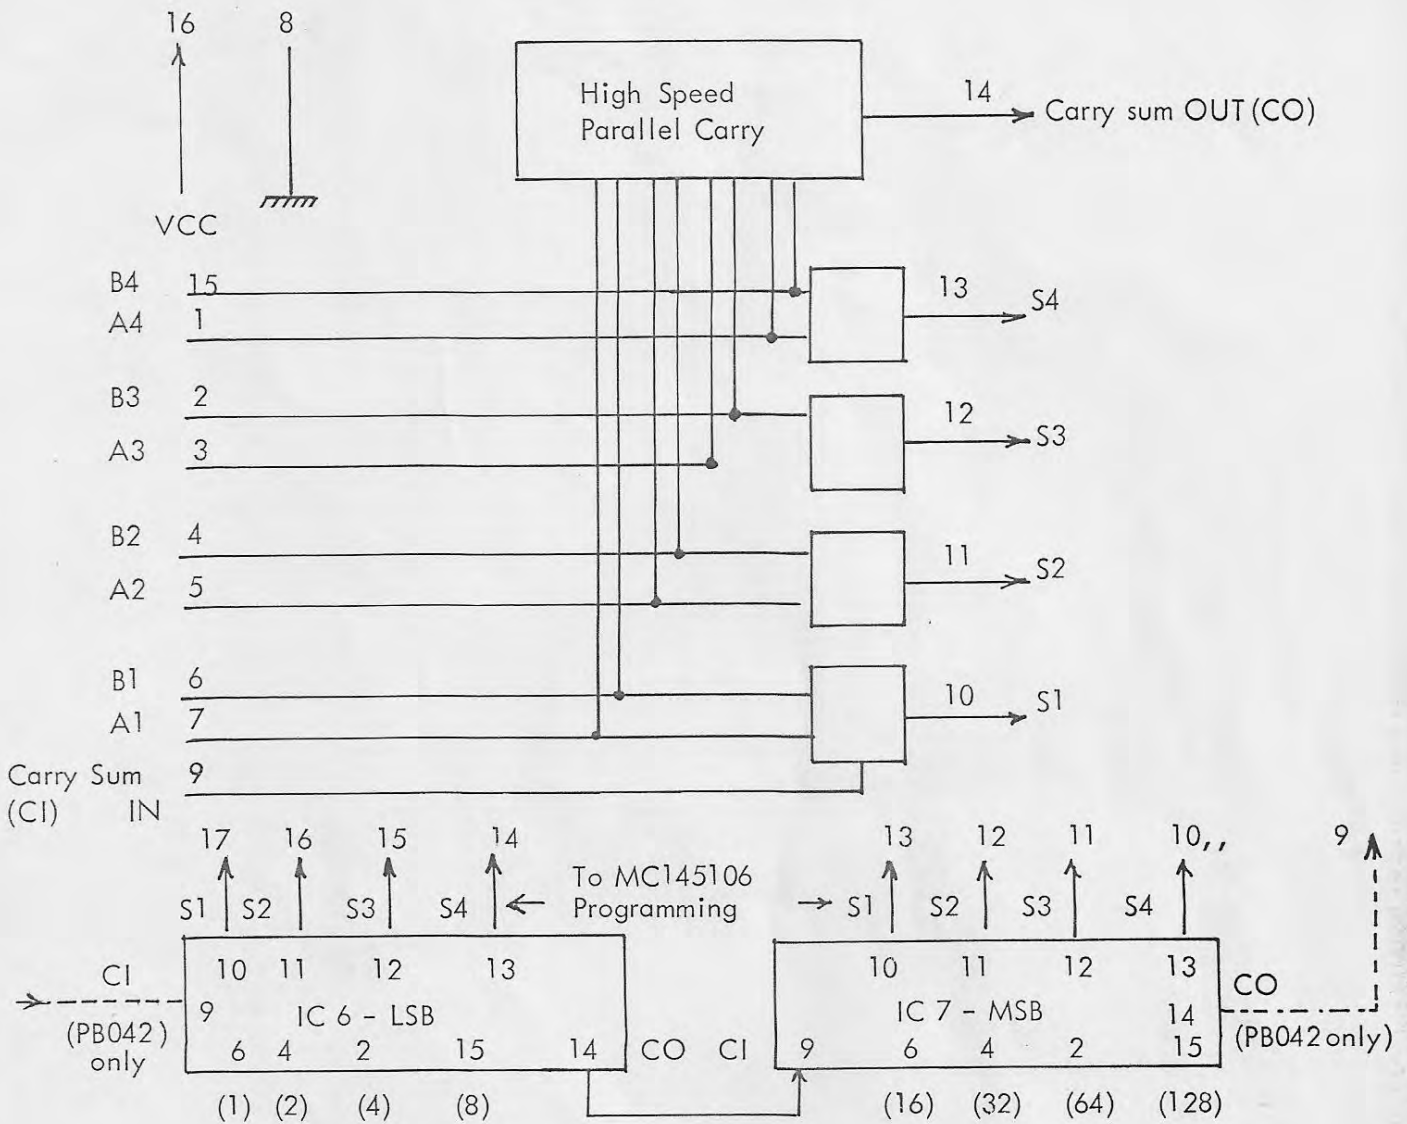 16 8
High Speed
Parallel Carry
14 Carry sum OUT (CO)
VCC
B4 15 13 S4
A4 1
B3 2 12 S3
A3 3
B2 4 11 S2
A2 5
B1 6 10 S1
A1 7
Carry Sum 9
(CI) IN
17 16 15 14 13 12 11 10,, 9
To MC145106
Programming
S1 S2 S3 S4 S1 S2 S3 S4
CI 10 11 12 13 10 11 12 13 CO
9 IC 6 - LSB IC 7 - MSB 14
(PB042) (PB042 only)
only
6 4 2 15 14 CO CI 9 6 4 2 15
(1) (2) (4) (8) (16) (32) (64) (128)